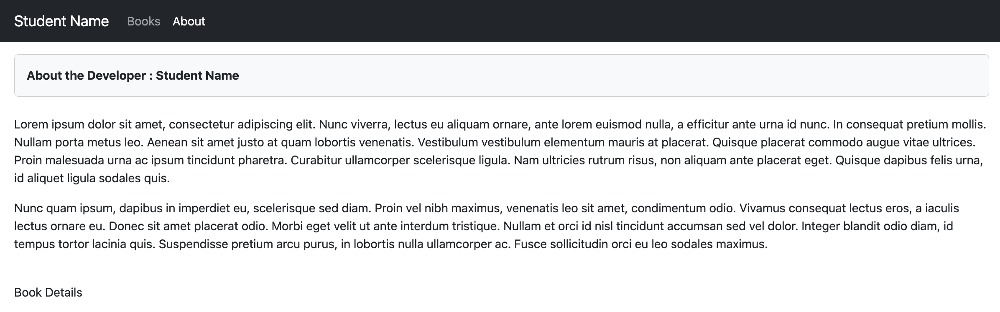 Student Name Books About
About the Developer : Student Name
Lorem ipsum dolor sit amet, consectetur adipiscing elit. Nunc viverra, lectus eu aliquam ornare, ante lorem euismod nulla, a efficitur ante urna id nunc. In consequat pretium mollis.
Nullam porta metus leo. Aenean sit amet justo at quam lobortis venenatis. Vestibulum vestibulum elementum mauris at placerat. Quisque placerat commodo augue vitae ultrices.
Proin malesuada urna ac ipsum tincidunt pharetra. Curabitur ullamcorper scelerisque ligula. Nam ultricies rutrum risus, non aliquam ante placerat eget. Quisque dapibus felis urna,
id aliquet ligula sodales quis.
Nunc quam ipsum, dapibus in imperdiet eu, scelerisque sed diam. Proin vel nibh maximus, venenatis leo sit amet, condimentum odio. Vivamus consequat lectus eros, a iaculis
lectus ornare eu. Donec sit amet placerat odio. Morbi eget velit ut ante interdum tristique. Nullam et orci id nisl tincidunt accumsan sed vel dolor. Integer blandit odio diam, id
tempus tortor lacinia quis. Suspendisse pretium arcu purus, in lobortis nulla ullamcorper ac. Fusce sollicitudin orci eu leo sodales maximus.
Book Details